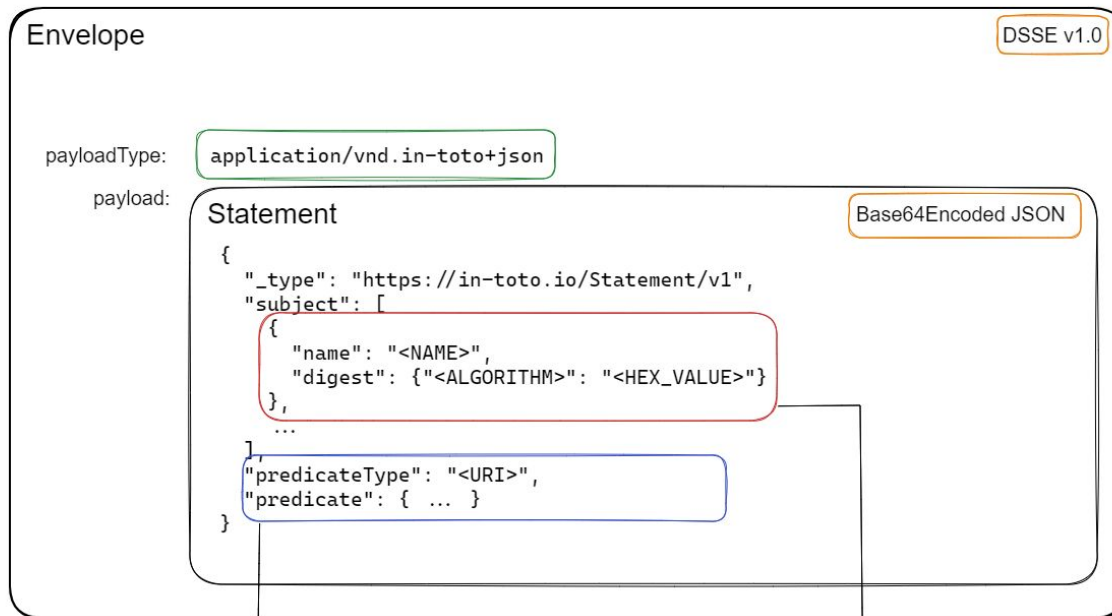 Envelope
DSSE v1.0
payloadType:
application/vnd.in-toto+json
payload:
Statement
Base64Encoded JSON
{
"_type": "https://in-toto.io/Statement/v1",
"subject": [
{
"name": "<NAME>",
"digest": {"<ALGORITHM>": "<HEX_VALUE>"}
},
...
],
"predicateType": "<URI>",
"predicate": { ... }
}